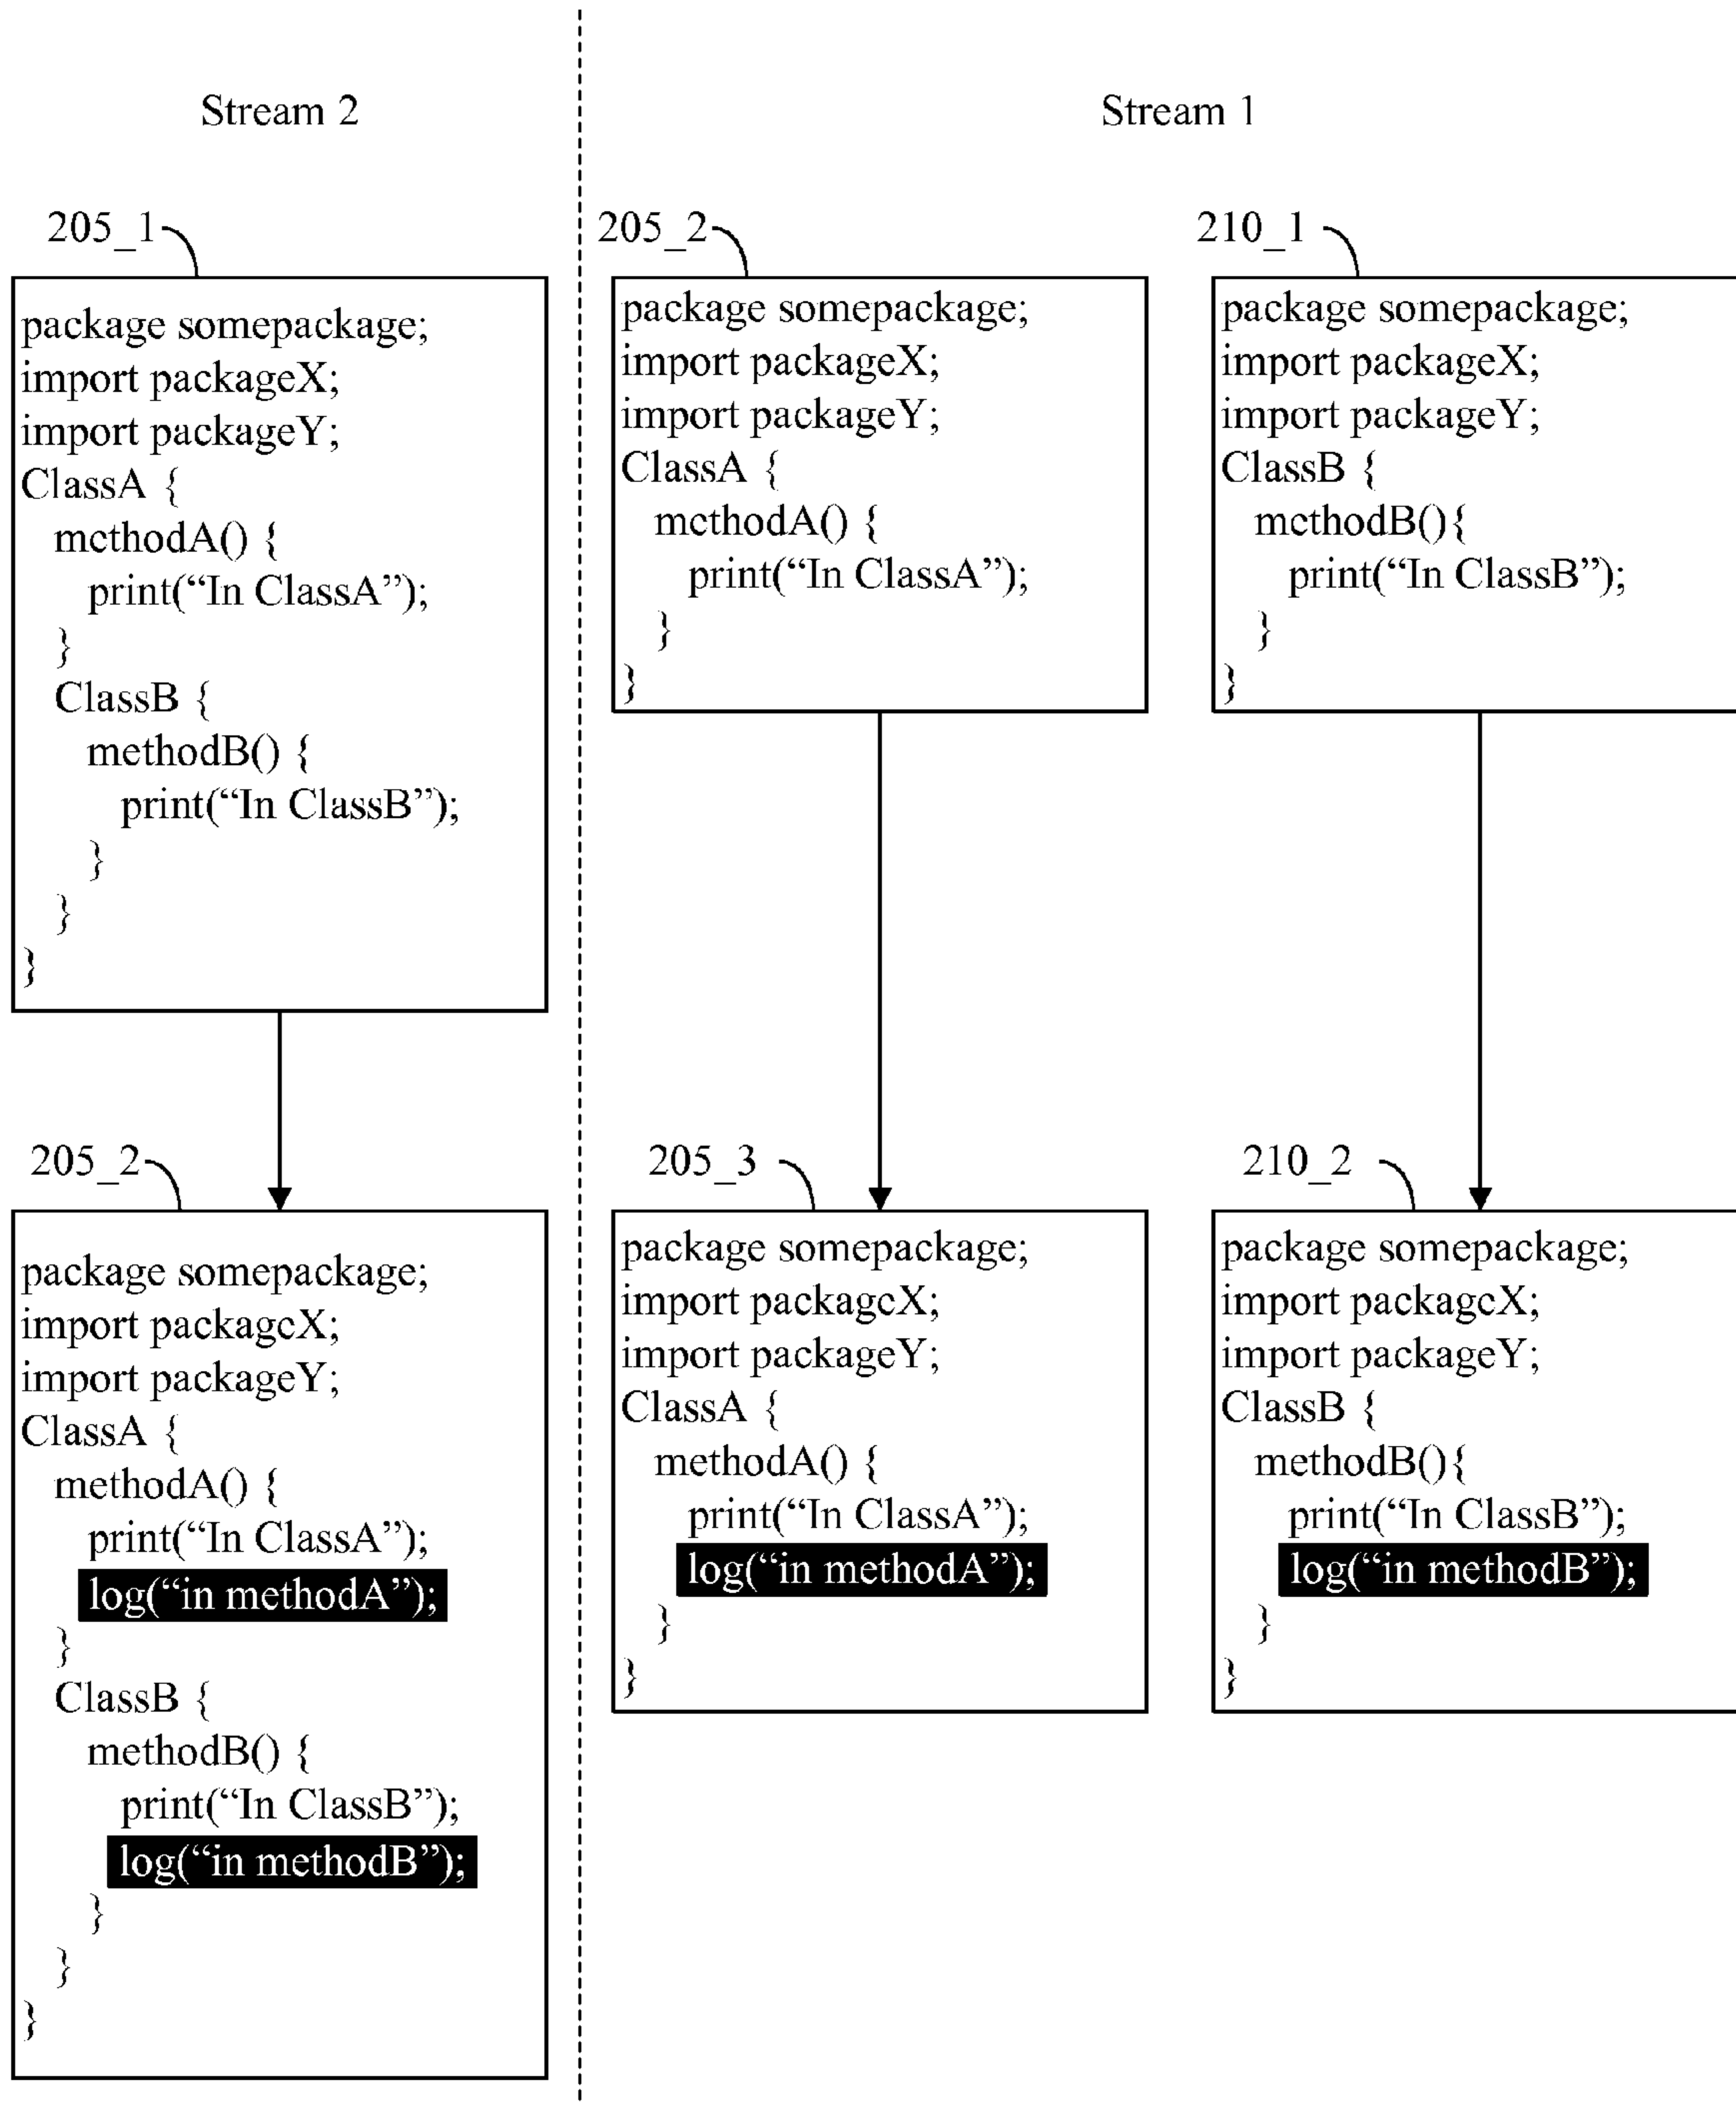 Stream 2
Stream 1
205_1
package somepackage;
import packageX;
import packageY;
ClassA {
methodA() {
print(“In ClassA”);
}
ClassB {
methodB() {
print(“In ClassB”);
}
}
}
205_2
package somepackage;
import packageX;
import packageY;
ClassA {
methodA() {
print(“In ClassA”);
}
}
210_1
package somepackage;
import packageX;
import packageY;
ClassB {
methodB(){
print(“In ClassB”);
}
}
205_2
package somepackage;
import packageX;
import packageY;
ClassA {
methodA() {
print(“In ClassA”);
log(“in methodA”);
}
ClassB {
methodB() {
print(“In ClassB”);
log(“in methodB”);
}
}
}
205_3
package somepackage;
import packageX;
import packageY;
ClassA {
methodA() {
print(“In ClassA”);
log(“in methodA”);
}
}
210_2
package somepackage;
import packageX;
import packageY;
ClassB {
methodB(){
print(“In ClassB”);
log(“in methodB”);
}
}